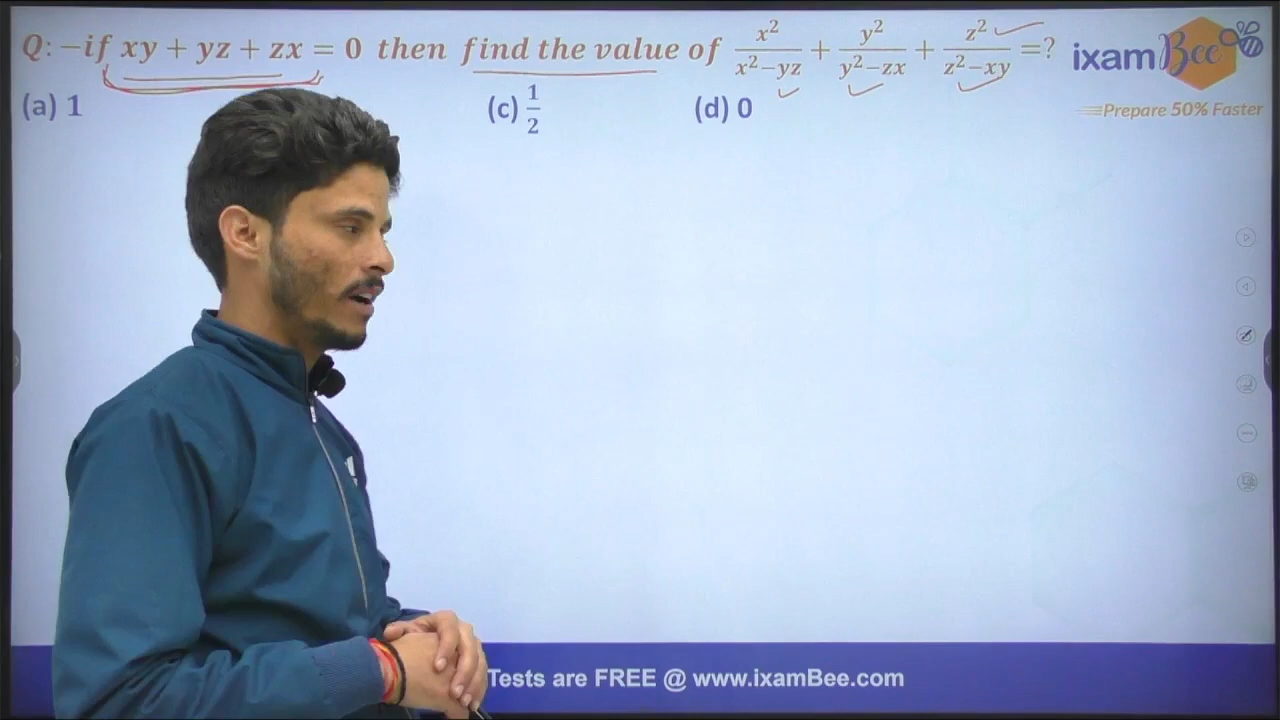 Q: −if xy + yz + zx = 0 then find the value of x²/(x²−yz) + y²/(y²−zx) + z²/(z²−xy) =?
ixamBee
(a) 1 (c) 1/2 (d) 0
Prepare 50% Faster
Tests are FREE @ www.ixamBee.com